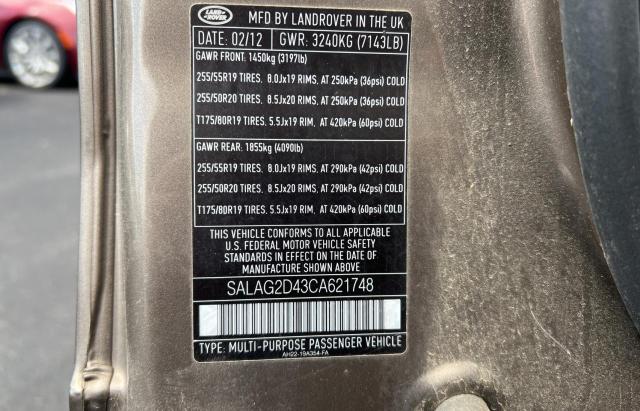 LAND ROVER
MFD BY LANDROVER IN THE UK
DATE: 02/12 GWR: 3240KG (7143LB)
GAWR FRONT: 1450kg (3197lb)
255/55R19 TIRES. 8.0Jx19 RIMS, AT 250kPa (36psi) COLD
255/50R20 TIRES. 8.5Jx20 RIMS, AT 250kPa (36psi) COLD
T175/80R19 TIRES. 5.5Jx19 RIM. AT 420kPa (60psi) COLD
GAWR REAR: 1855kg (4090lb)
255/55R19 TIRES. 8.0Jx19 RIMS, AT 290kPa (42psi) COLD
255/50R20 TIRES. 8.5Jx20 RIMS, AT 290kPa (42psi) COLD
T175/80R19 TIRES. 5.5Jx19 RIM. AT 420kPa (60psi) COLD
THIS VEHICLE CONFORMS TO ALL APPLICABLE
U.S. FEDERAL MOTOR VEHICLE SAFETY
STANDARDS IN EFFECT ON THE DATE OF
MANUFACTURE SHOWN ABOVE.
SALAG2D43CA621748
TYPE: MULTI-PURPOSE PASSENGER VEHICLE
AH22-19A354-FA